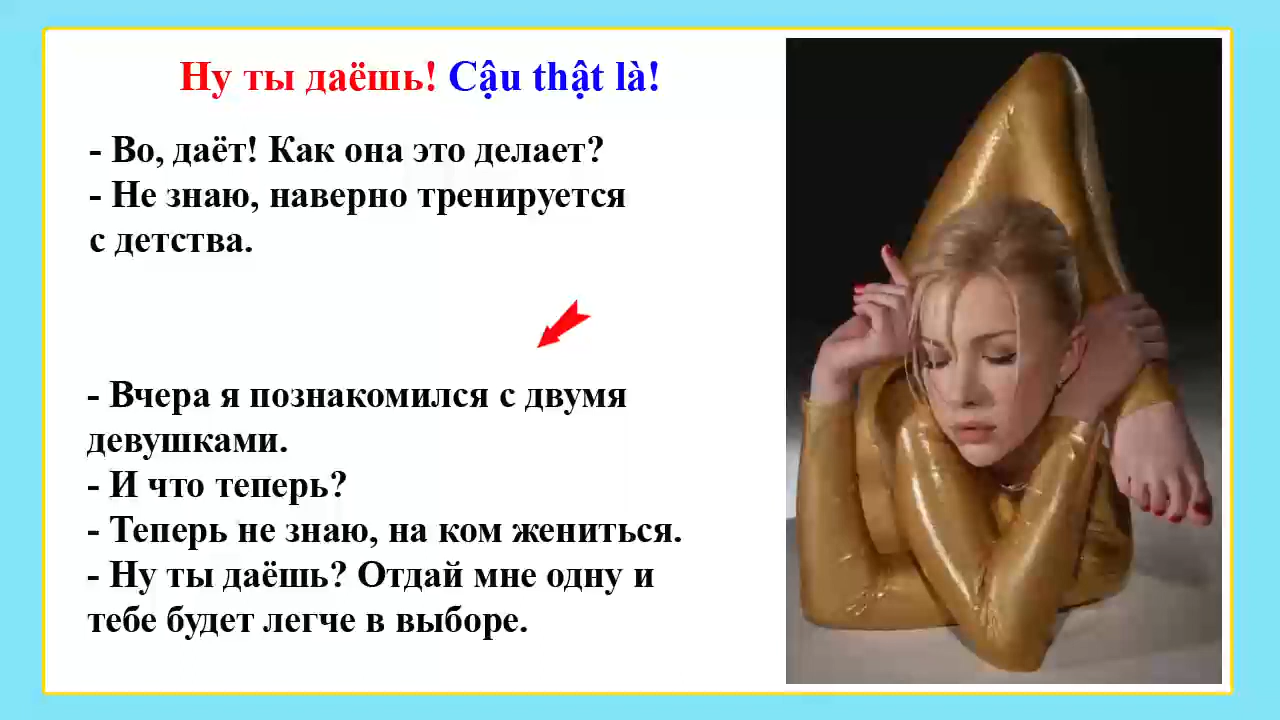 Ну ты даёшь! Cậu thật là!
- Во, даёт! Как она это делает?
- Не знаю, наверно тренируется
с детства.
- Вчера я познакомился с двумя
девушками.
- И что теперь?
- Теперь не знаю, на ком жениться.
- Ну ты даёшь? Отдай мне одну и
тебе будет легче в выборе.